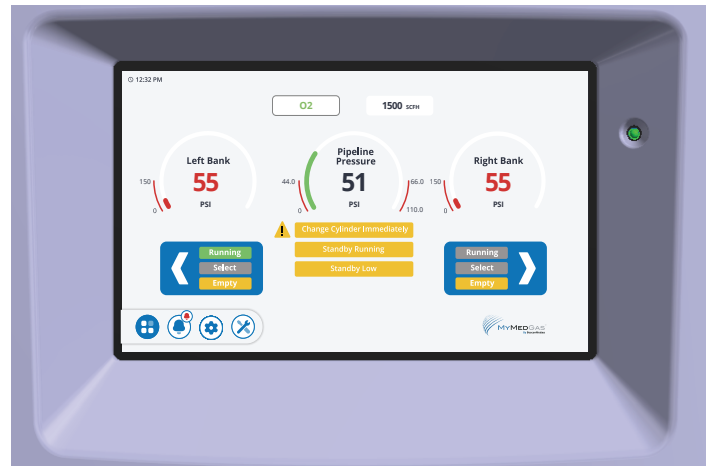 12:32 PM
O2
1500 SCFH
Left Bank
55
PSI
150
0
Pipeline
Pressure
51
PSI
44.0
66.0
0
110.0
Right Bank
55
PSI
150
0
Change Cylinder Immediately
Standby Running
Standby Low
Running
Select
Empty
Running
Select
Empty
MYMEDGAS